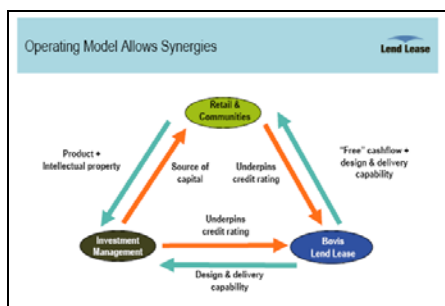 Operating Model Allows Synergies
Lend Lease
Retail &
Communities
Product +
Intellectual property
Source of
capital
Underpins
credit rating
"Free" cashflow +
design & delivery
capability
Underpins
credit rating
Investment
Management
Bovis
Lend Lease
Design & delivery
capability